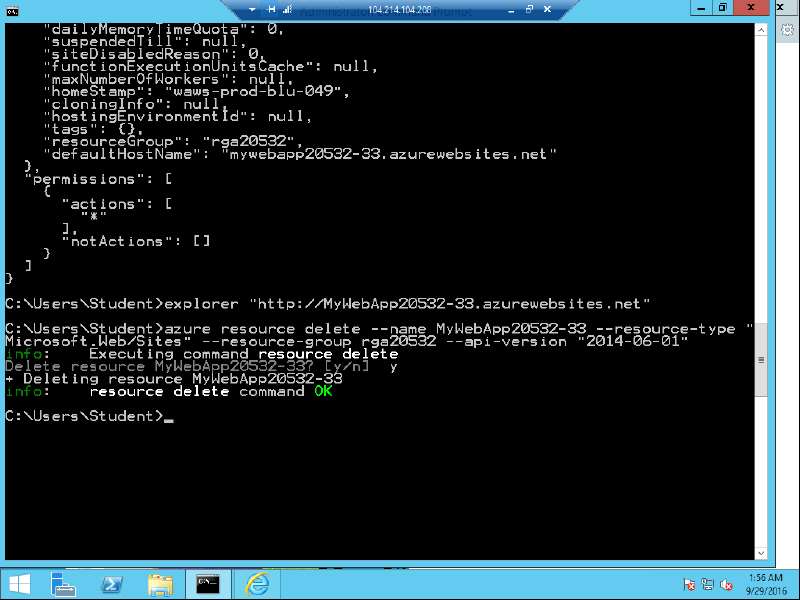 104.214.104.208
"dailyMemoryTimeQuota": 0,
"suspendedTill": null,
"siteDisabledReason": 0,
"functionExecutionUnitsCache": null,
"maxNumberOfWorkers": null,
"homeStamp": "waws-prod-blu-049",
"cloningInfo": null,
"hostingEnvironmentId": null,
"tags": {},
"resourceGroup": "rga20532",
"defaultHostName": "mywebapp20532-33.azurewebsites.net"
},
"permissions": [
{
"actions": [
"*"
],
"notActions": []
}
]
}
C:\Users\Student>explorer "http://MyWebApp20532-33.azurewebsites.net"
C:\Users\Student>azure resource delete --name MyWebApp20532-33 --resource-type "
Microsoft.Web/Sites" --resource-group rga20532 --api-version "2014-06-01"
info:    Executing command resource delete
Delete resource MyWebApp20532-33? [y/n]  y
+ Deleting resource MyWebApp20532-33
info:    resource delete command OK
C:\Users\Student>_
1:56 AM
9/29/2016